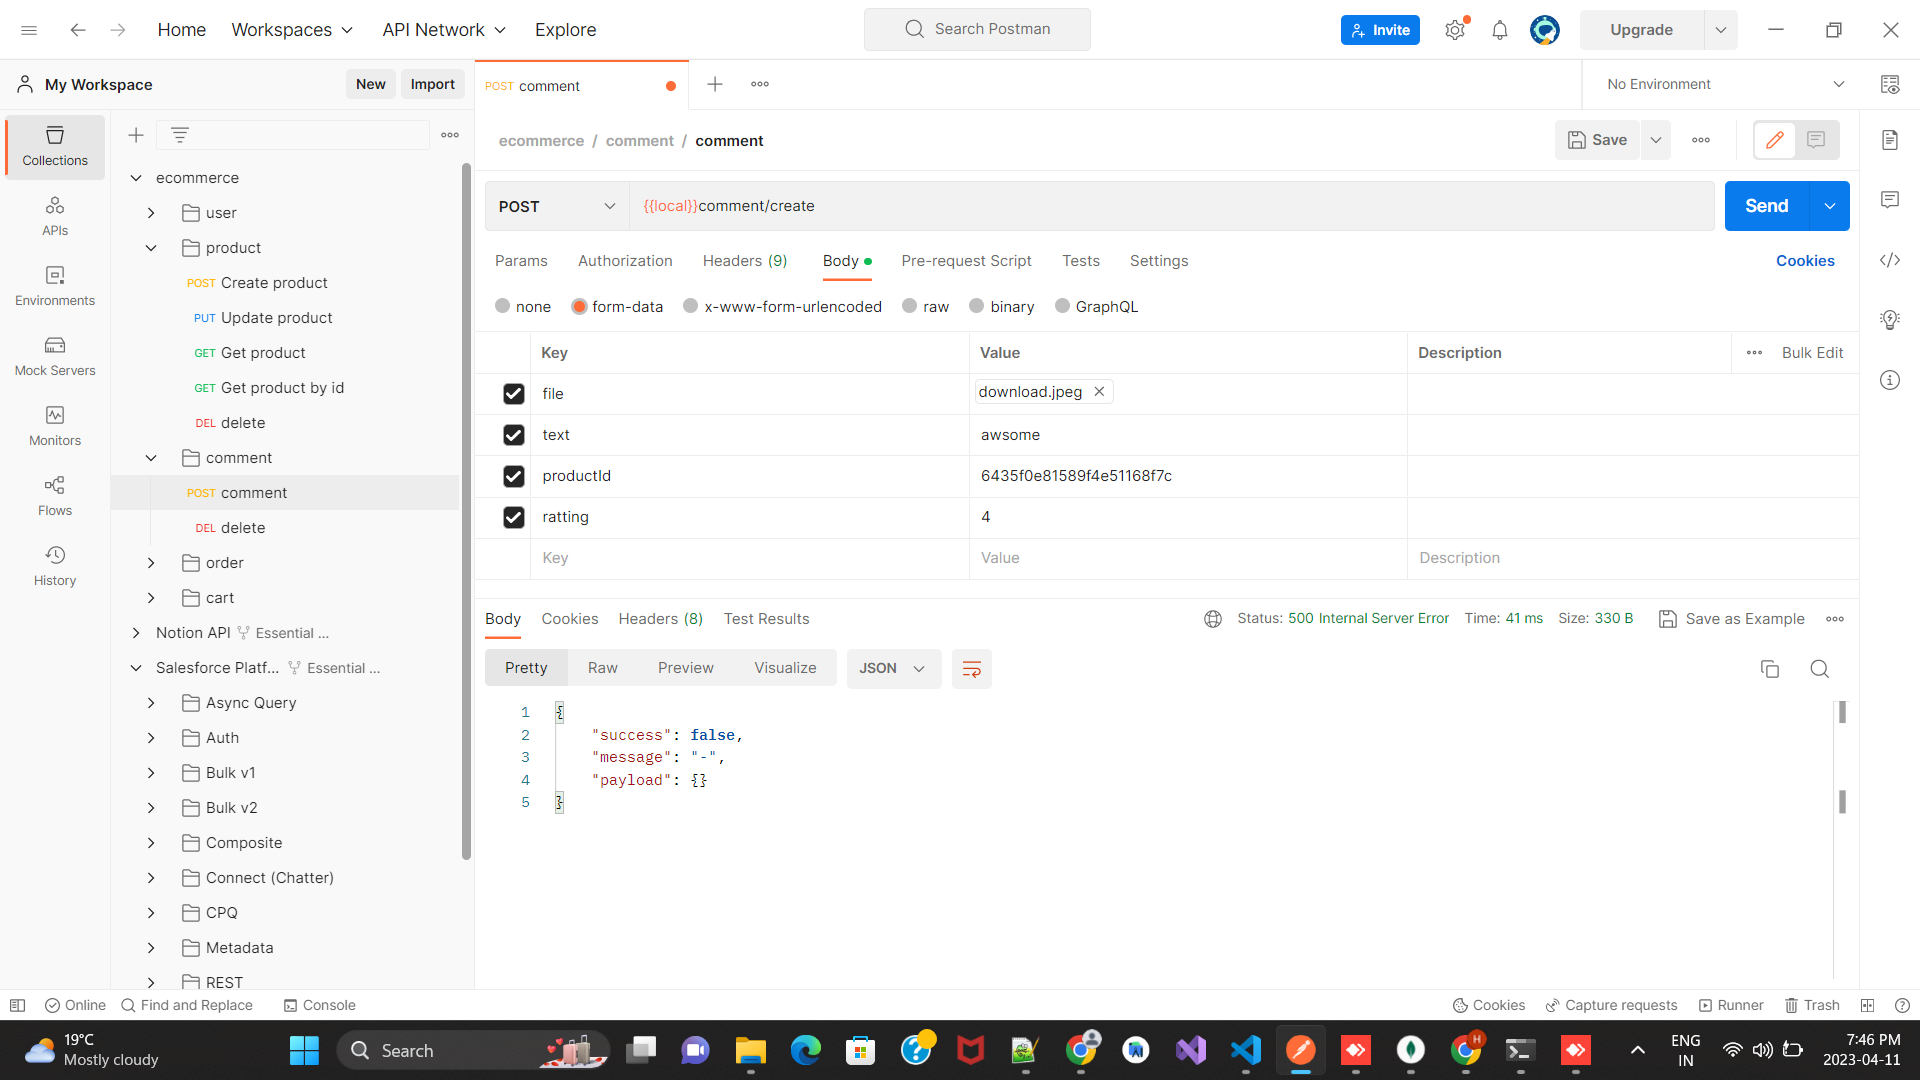 Home
Workspaces
API Network
Explore
Search Postman
Invite
Upgrade
My Workspace
New
Import
POST comment
No Environment
Collections
APIs
Environments
Mock Servers
Monitors
Flows
History
ecommerce
user
product
POST Create product
PUT Update product
GET Get product
GET Get product by id
DEL delete
comment
POST comment
DEL delete
order
cart
Notion API Essential ...
Salesforce Platf... Essential ...
Async Query
Auth
Bulk v1
Bulk v2
Composite
Connect (Chatter)
CPQ
Metadata
REST
ecommerce / comment / comment
Save
POST
{{local}}comment/create
Send
Params
Authorization
Headers (9)
Body
Pre-request Script
Tests
Settings
Cookies
none
form-data
x-www-form-urlencoded
raw
binary
GraphQL
Key Value Description
Bulk Edit
file download.jpeg
text awsome
productId 6435f0e81589f4e51168f7c
ratting 4
Key Value Description
Body
Cookies
Headers (8)
Test Results
Status: 500 Internal Server Error
Time: 41 ms
Size: 330 B
Save as Example
Pretty
Raw
Preview
Visualize
JSON
1 {
2 "success": false,
3 "message": "-",
4 "payload": {}
5 }
Online
Find and Replace
Console
Cookies
Capture requests
Runner
Trash
19°C
Mostly cloudy
Search
H
ENG
IN
7:46 PM
2023-04-11